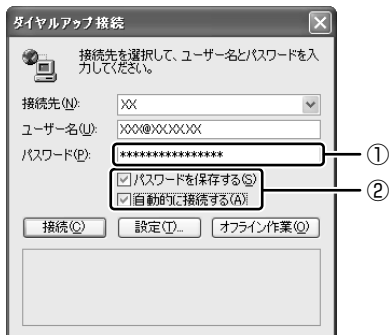 ダイヤルアップ接続
接続先を選択して、ユーザー名とパスワードを入
力してください。
接続先(N): XX
ユーザー名(U): XXX@XX.XX.XX
パスワード(P): **************** ①
パスワードを保存する(S)
自動的に接続する(A) ②
接続(C) 設定(T)... オフライン作業(O)